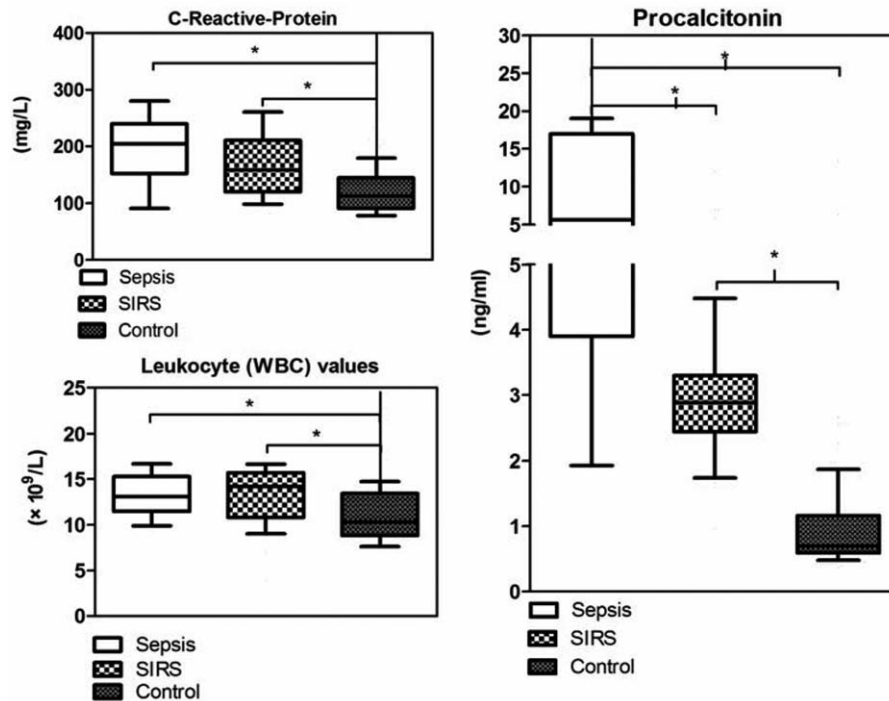 C-Reactive-Protein
400
300
200
100
0
(mg/L)
*
*
Sepsis
SIRS
Control
Leukocyte (WBC) values
25
20
15
10
5
0
(× 10⁹/L)
*
*
Sepsis
SIRS
Control
Procalcitonin
30
25
20
15
10
5
5
4
3
2
1
0
(ng/ml)
*
*
*
Sepsis
SIRS
Control